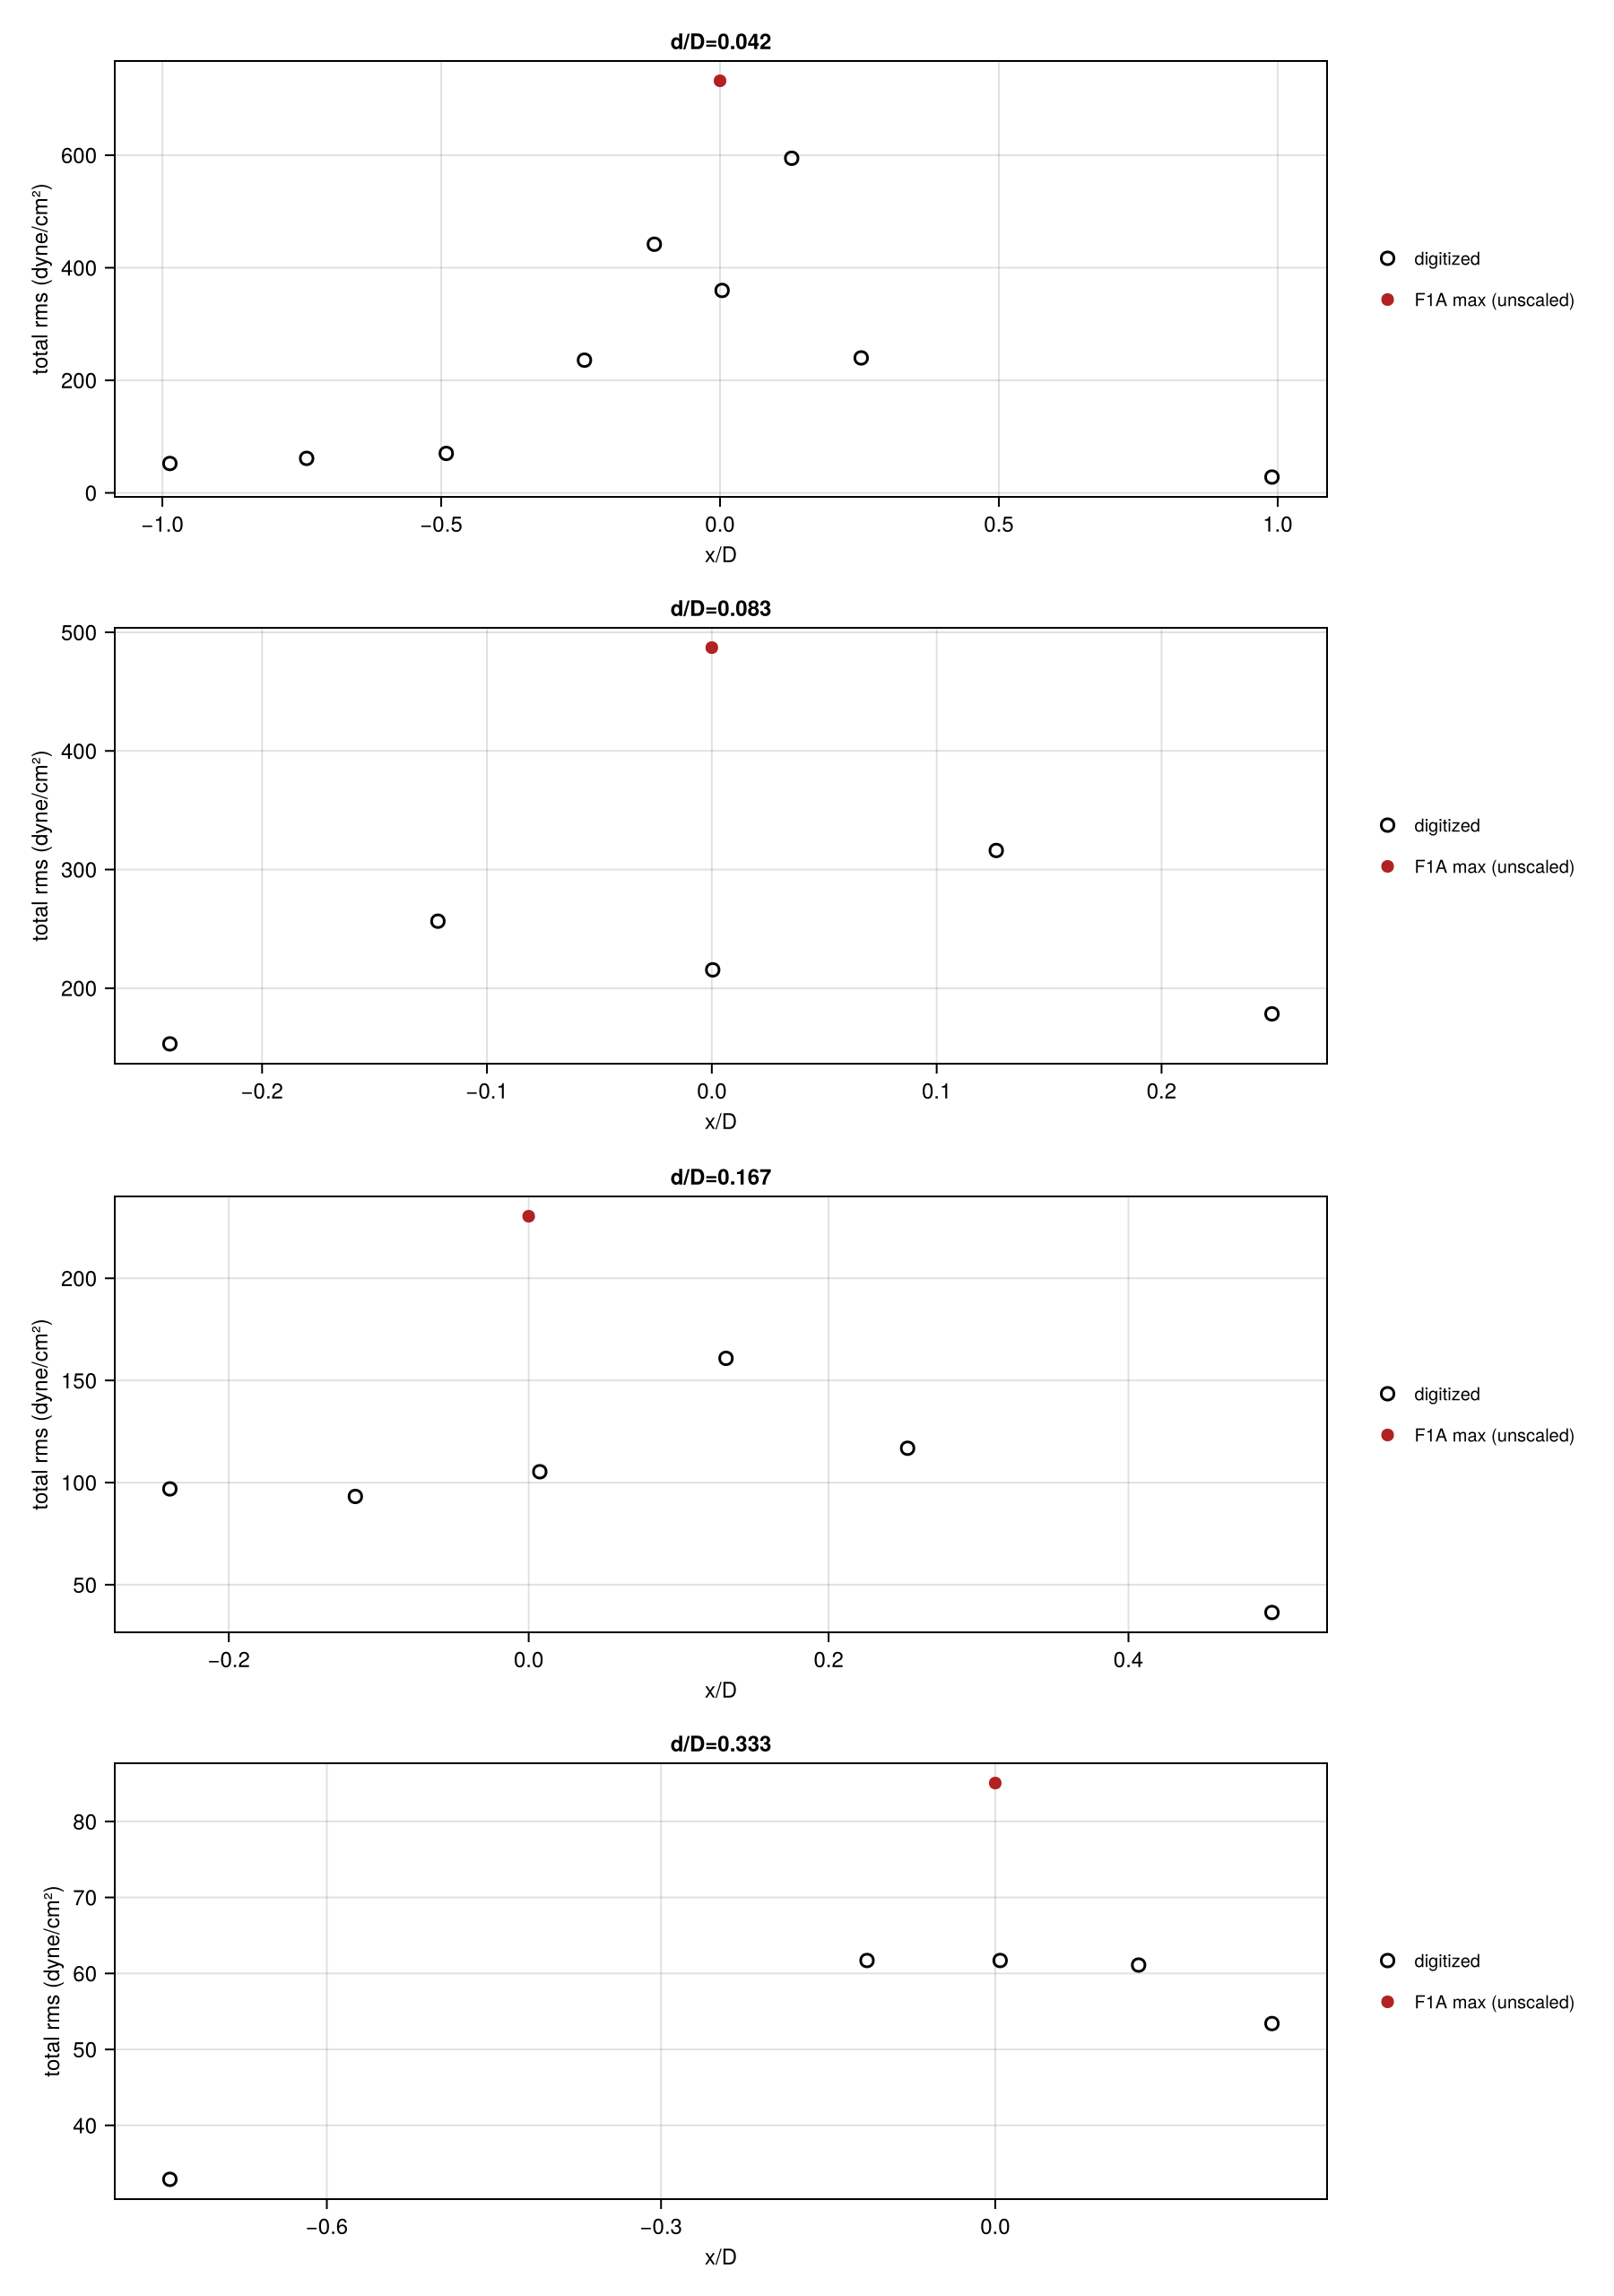 d/D=0.042
total rms (dyne/cm²)
600
400
200
0
−1.0 −0.5 0.0 0.5 1.0
x/D
digitized
F1A max (unscaled)
d/D=0.083
total rms (dyne/cm²)
500
400
300
200
−0.2 −0.1 0.0 0.1 0.2
x/D
digitized
F1A max (unscaled)
d/D=0.167
total rms (dyne/cm²)
200
150
100
50
−0.2 0.0 0.2 0.4
x/D
digitized
F1A max (unscaled)
d/D=0.333
total rms (dyne/cm²)
80
70
60
50
40
−0.6 −0.3 0.0
x/D
digitized
F1A max (unscaled)